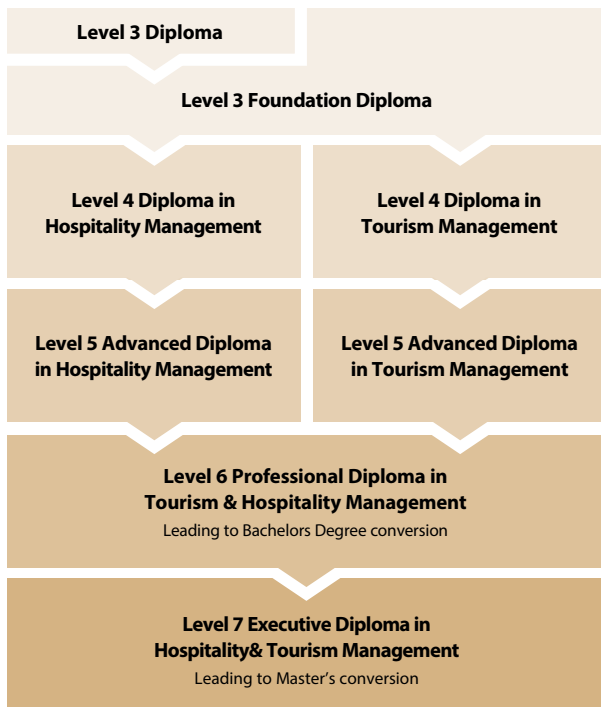 Level 3 Diploma
Level 3 Foundation Diploma
Level 4 Diploma in
Hospitality Management
Level 4 Diploma in
Tourism Management
Level 5 Advanced Diploma
in Hospitality Management
Level 5 Advanced Diploma
in Tourism Management
Level 6 Professional Diploma in
Tourism & Hospitality Management
Leading to Bachelors Degree conversion
Level 7 Executive Diploma in
Hospitality& Tourism Management
Leading to Master's conversion